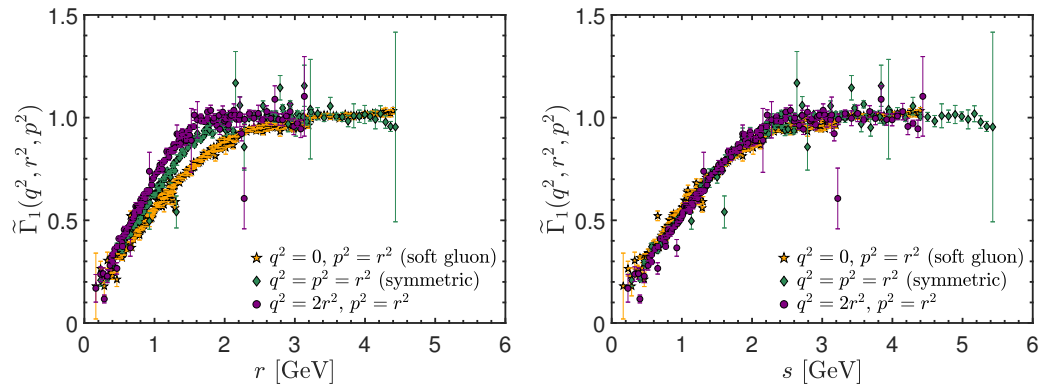 1.5
1.0
0.5
0
0 1 2 3 4 5 6
r [GeV]
Γ̃₁(q², r², p²)
q² = 0, p² = r² (soft gluon)
q² = p² = r² (symmetric)
q² = 2r², p² = r²
1.5
1.0
0.5
0
0 1 2 3 4 5 6
s [GeV]
Γ̃₁(q², r², p²)
q² = 0, p² = r² (soft gluon)
q² = p² = r² (symmetric)
q² = 2r², p² = r²